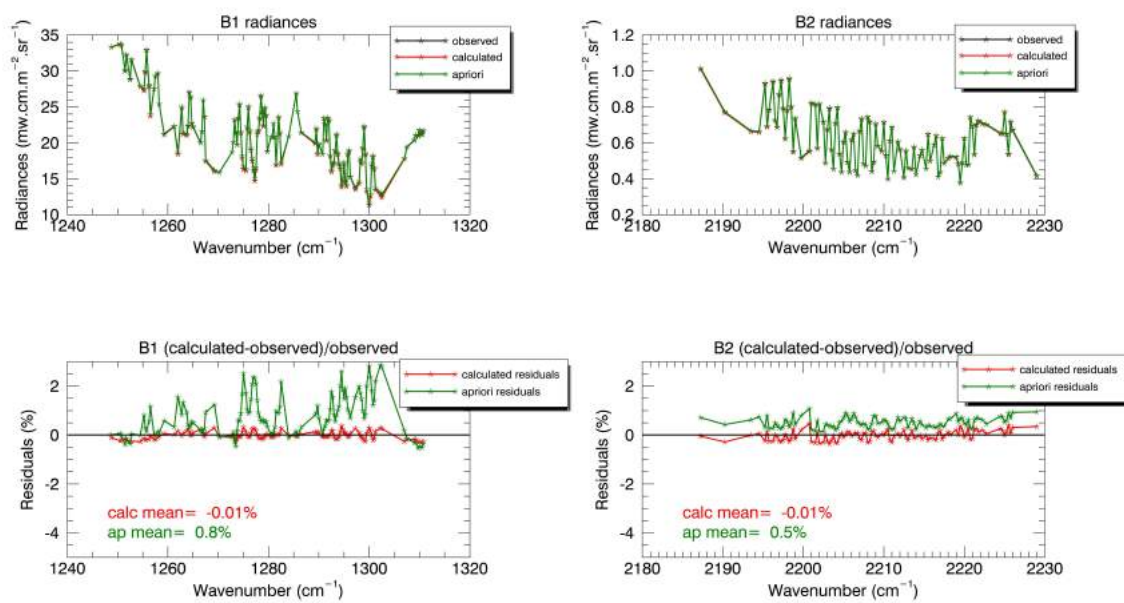 B1 radiances
35
30
25
20
15
10
Radiances (mw.cm.m⁻².sr⁻¹)
observed
calculated
apriori
1240 1260 1280 1300 1320
Wavenumber (cm⁻¹)
B2 radiances
1.2
1.0
0.8
0.6
0.4
0.2
Radiances (mw.cm.m⁻².sr⁻¹)
observed
calculated
apriori
2180 2190 2200 2210 2220 2230
Wavenumber (cm⁻¹)
B1 (calculated-observed)/observed
2
0
-2
-4
Residuals (%)
calculated residuals
apriori residuals
calc mean= -0.01%
ap mean= 0.8%
1240 1260 1280 1300 1320
Wavenumber (cm⁻¹)
B2 (calculated-observed)/observed
2
0
-2
-4
Residuals (%)
calculated residuals
apriori residuals
calc mean= -0.01%
ap mean= 0.5%
2180 2190 2200 2210 2220 2230
Wavenumber (cm⁻¹)